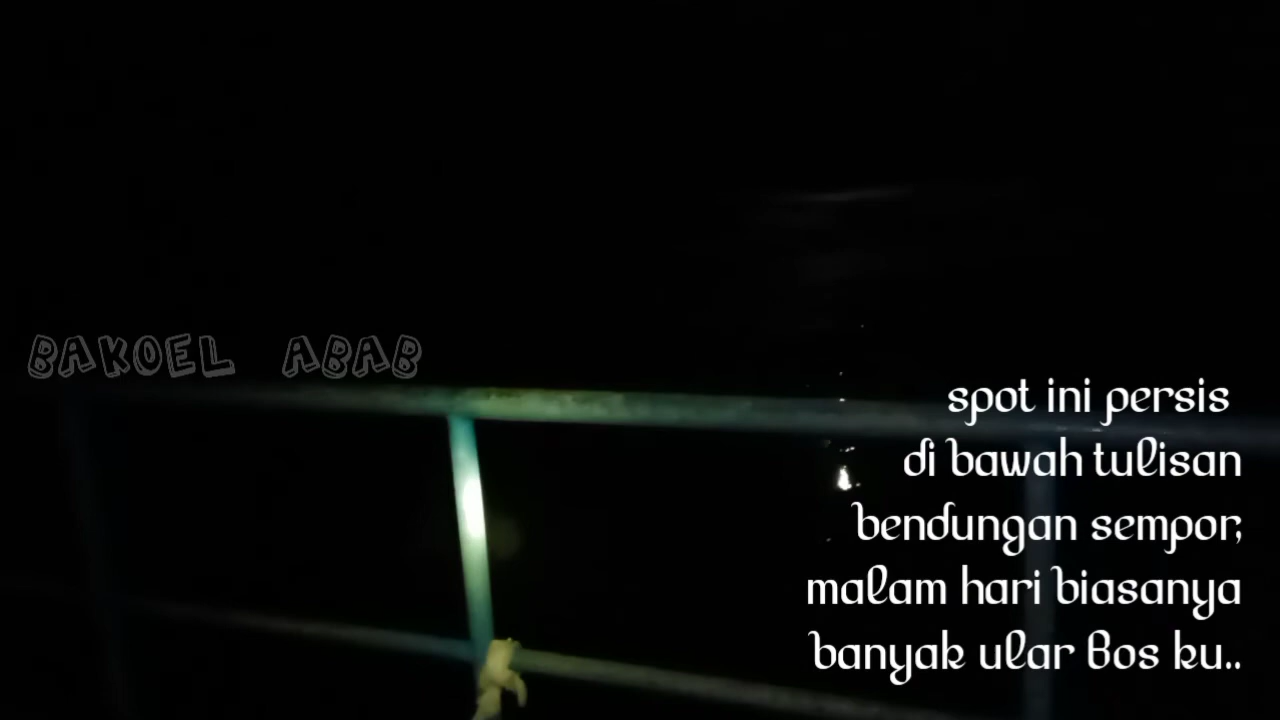 BAKOEL ABAB
spot ini persis
di bawah tulisan
bendungan sempor,
malam hari biasanya
banyak ular Bos ku..